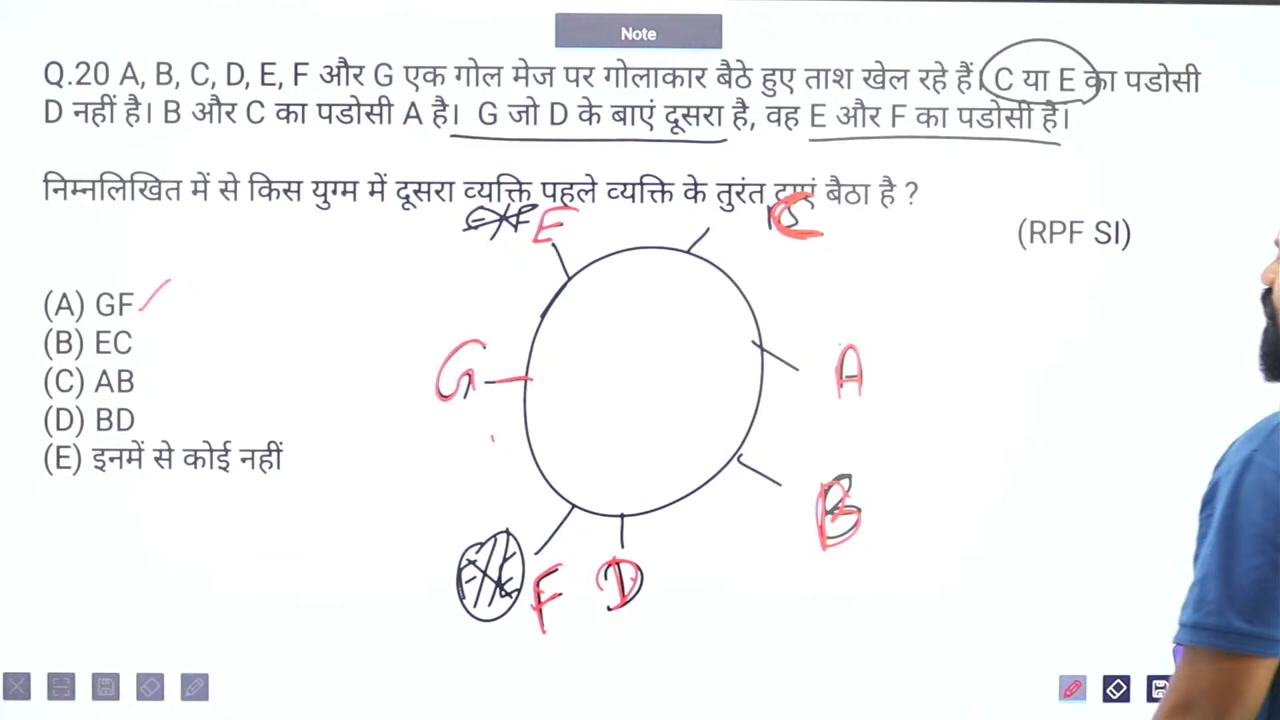 Note
Q.20 A, B, C, D, E, F और G एक गोल मेज पर गोलाकार बैठे हुए ताश खेल रहे हैं। C या E का पडोसी
D नहीं है। B और C का पडोसी A है। G जो D के बाएं दूसरा है, वह E और F का पडोसी है।
निम्नलिखित में से किस युग्म में दूसरा व्यक्ति पहले व्यक्ति के तुरंत दाएं बैठा है ?
(RPF SI)
(A) GF
(B) EC
(C) AB
(D) BD
(E) इनमें से कोई नहीं
E
C
G
A
B
F
D